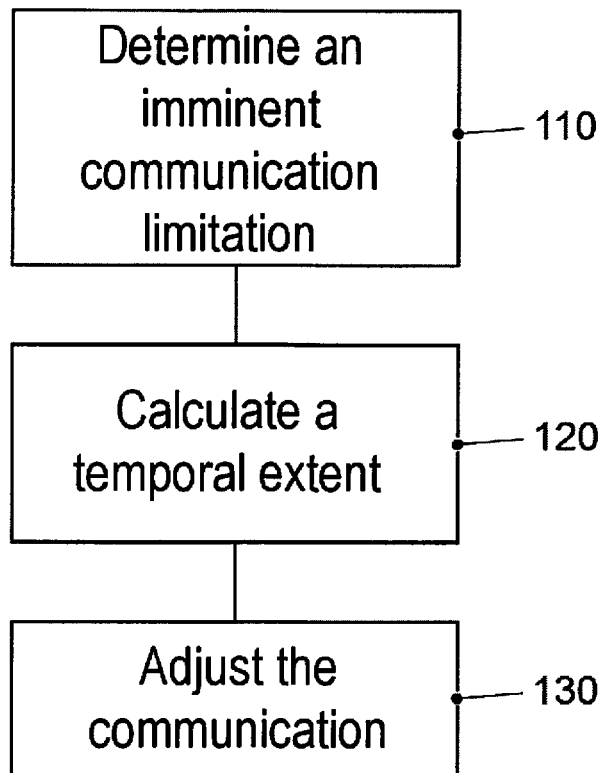 Determine an
imminent
communication
limitation
110
Calculate a
temporal extent
120
Adjust the
communication
130